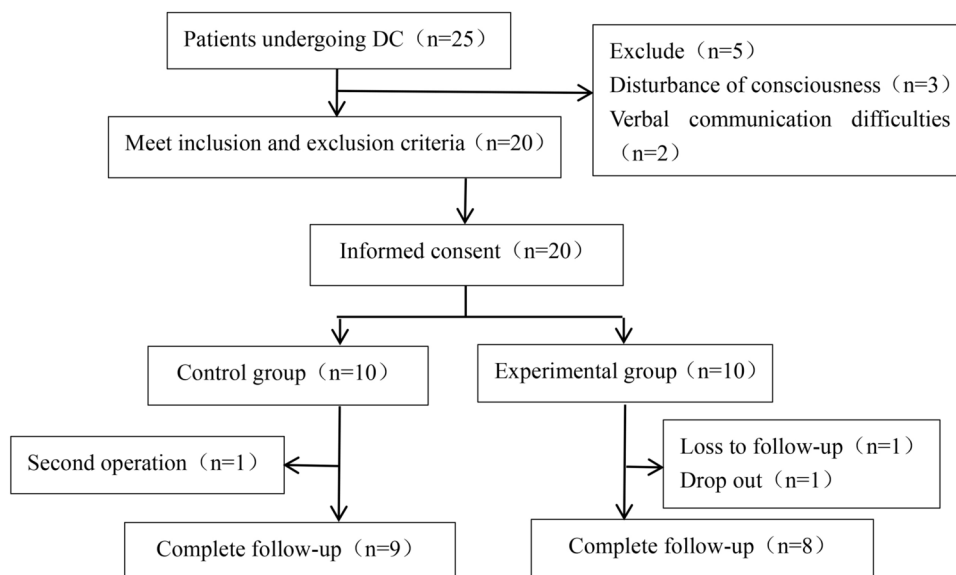 Patients undergoing DC（n=25）
Exclude（n=5）
Disturbance of consciousness（n=3）
Verbal communication difficulties
（n=2）
Meet inclusion and exclusion criteria（n=20）
Informed consent（n=20）
Control group（n=10）
Experimental group（n=10）
Second operation（n=1）
Loss to follow-up（n=1）
Drop out（n=1）
Complete follow-up（n=9）
Complete follow-up（n=8）